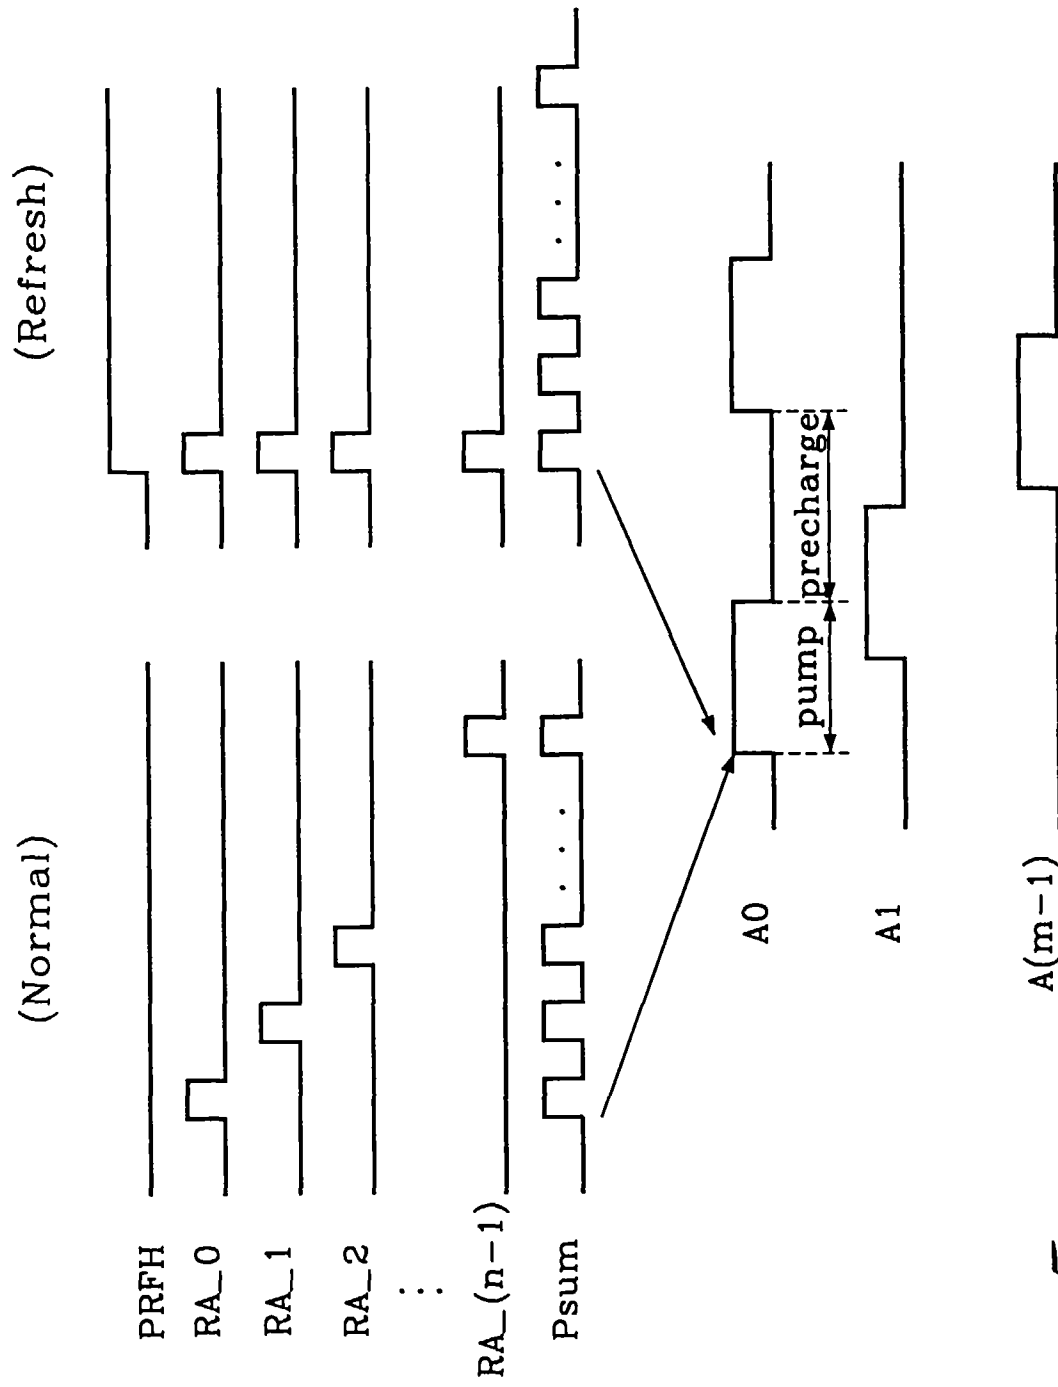 (Normal)
(Refresh)
PRFH
RA_0
RA_1
RA_2
RA_(n-1)
Psum
A0
pump
precharge
A1
A(m-1)